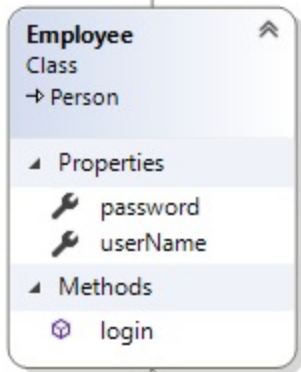 Employee
Class
Person
Properties
password
userName
Methods
login